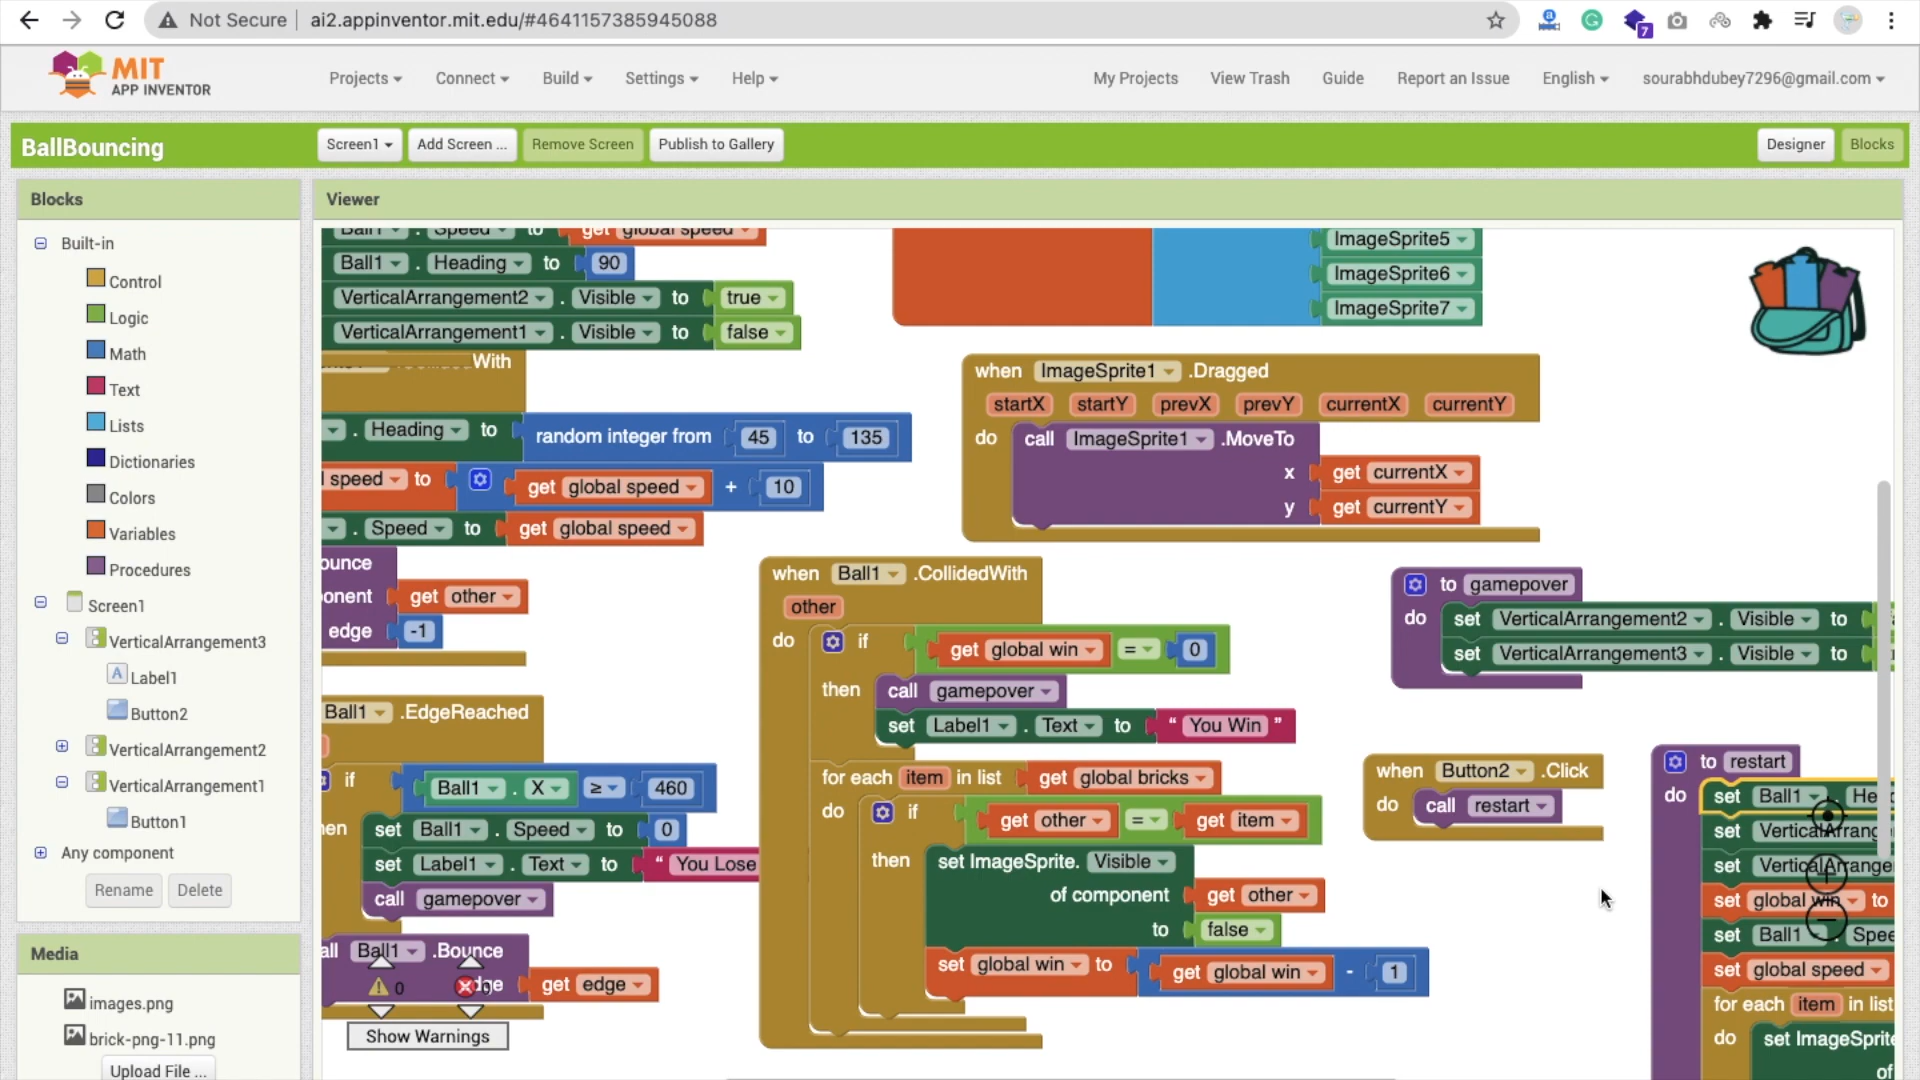 Not Secure | ai2.appinventor.mit.edu/#4641157385945088
7
MIT
APP INVENTOR
Projects Connect Build Settings Help
My Projects View Trash Guide Report an Issue English sourabhdubey7296@gmail.com
BallBouncing
Screen1 Add Screen ... Remove Screen Publish to Gallery
Designer Blocks
Blocks
Built-in
Control
Logic
Math
Text
Lists
Dictionaries
Colors
Variables
Procedures
Screen1
VerticalArrangement3
A Label1
Button2
VerticalArrangement2
VerticalArrangement1
Button1
Any component
Rename Delete
Media
images.png
brick-png-11.png
Upload File ...
Viewer
Ball1 . Speed to get global speed
Ball1 . Heading to 90
VerticalArrangement2 . Visible to true
VerticalArrangement1 . Visible to false
With
. Heading to random integer from 45 to 135
speed to get global speed + 10
. Speed to get global speed
ounce
onent get other
edge -1
Ball1 .EdgeReached
if Ball1 . X ≥ 460
en set Ball1 . Speed to 0
set Label1 . Text to “ You Lose
call gamepover
all Ball1 .Bounce
dge get edge
0
Show Warnings
ImageSprite5
ImageSprite6
ImageSprite7
when ImageSprite1 .Dragged
startX startY prevX prevY currentX currentY
do call ImageSprite1 .MoveTo
x get currentX
y get currentY
when Ball1 .CollidedWith
other
do if get global win = 0
then call gamepover
set Label1 . Text to “ You Win ”
for each item in list get global bricks
do if get other = get item
then set ImageSprite. Visible
of component get other
to false
set global win to get global win - 1
to gamepover
do set VerticalArrangement2 . Visible to
set VerticalArrangement3 . Visible to
when Button2 .Click
do call restart
to restart
do set Ball1 He
set VerticalArrang
set VerticalArrange
set global win to
set Ball1 . Spee
set global speed
for each item in list
do set ImageSprite
of